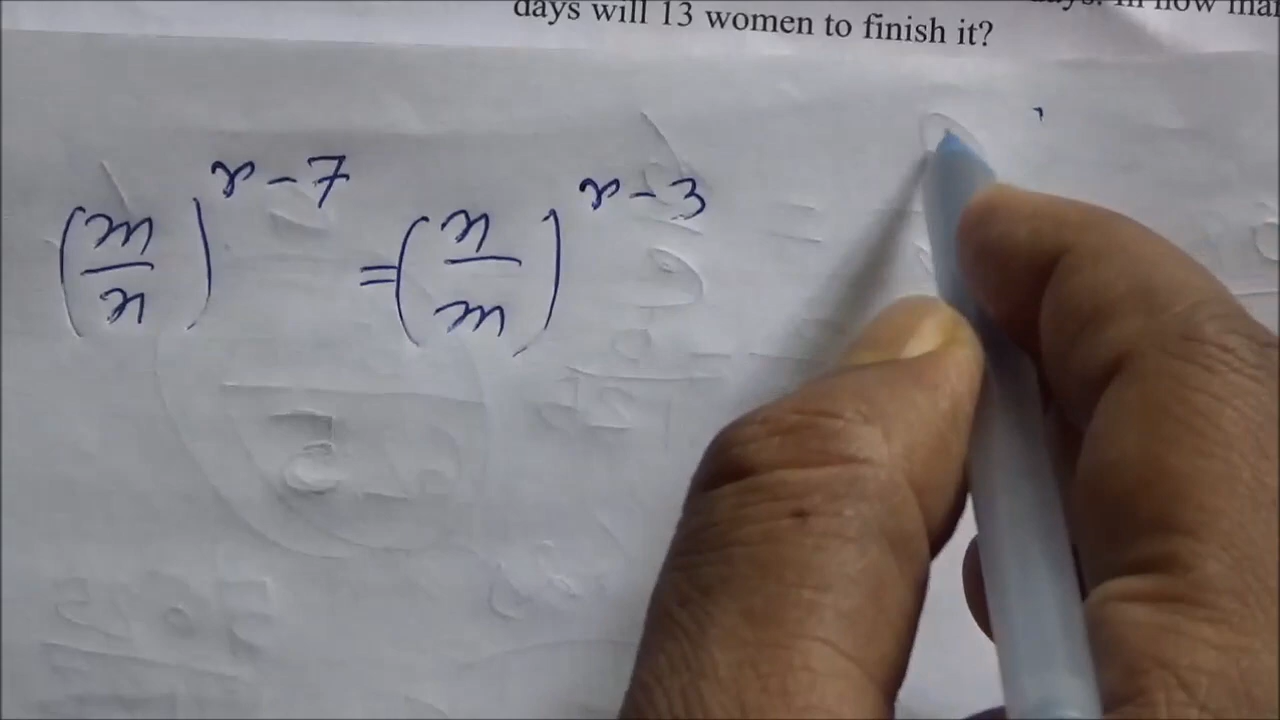 days will 13 women to finish it?
(m/n)^{x-7} = (n/m)^{x-3}